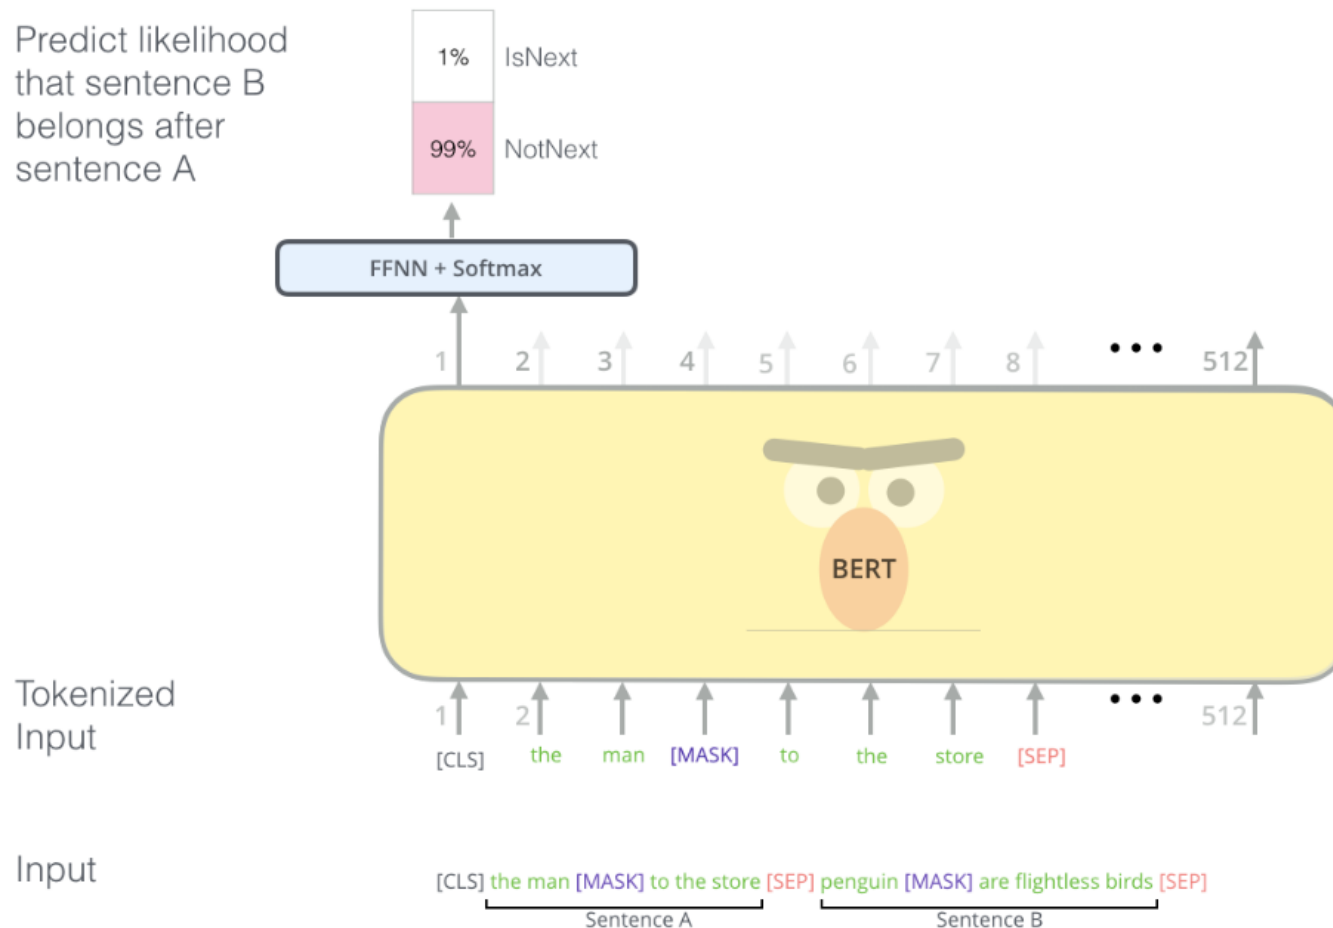 Predict likelihood
that sentence B
belongs after
sentence A
1% IsNext
99% NotNext
FFNN + Softmax
1 2 3 4 5 6 7 8 ••• 512
BERT
Tokenized
Input
1 2 ••• 512
[CLS] the man [MASK] to the store [SEP]
Input
[CLS] the man [MASK] to the store [SEP] penguin [MASK] are flightless birds [SEP]
Sentence A Sentence B